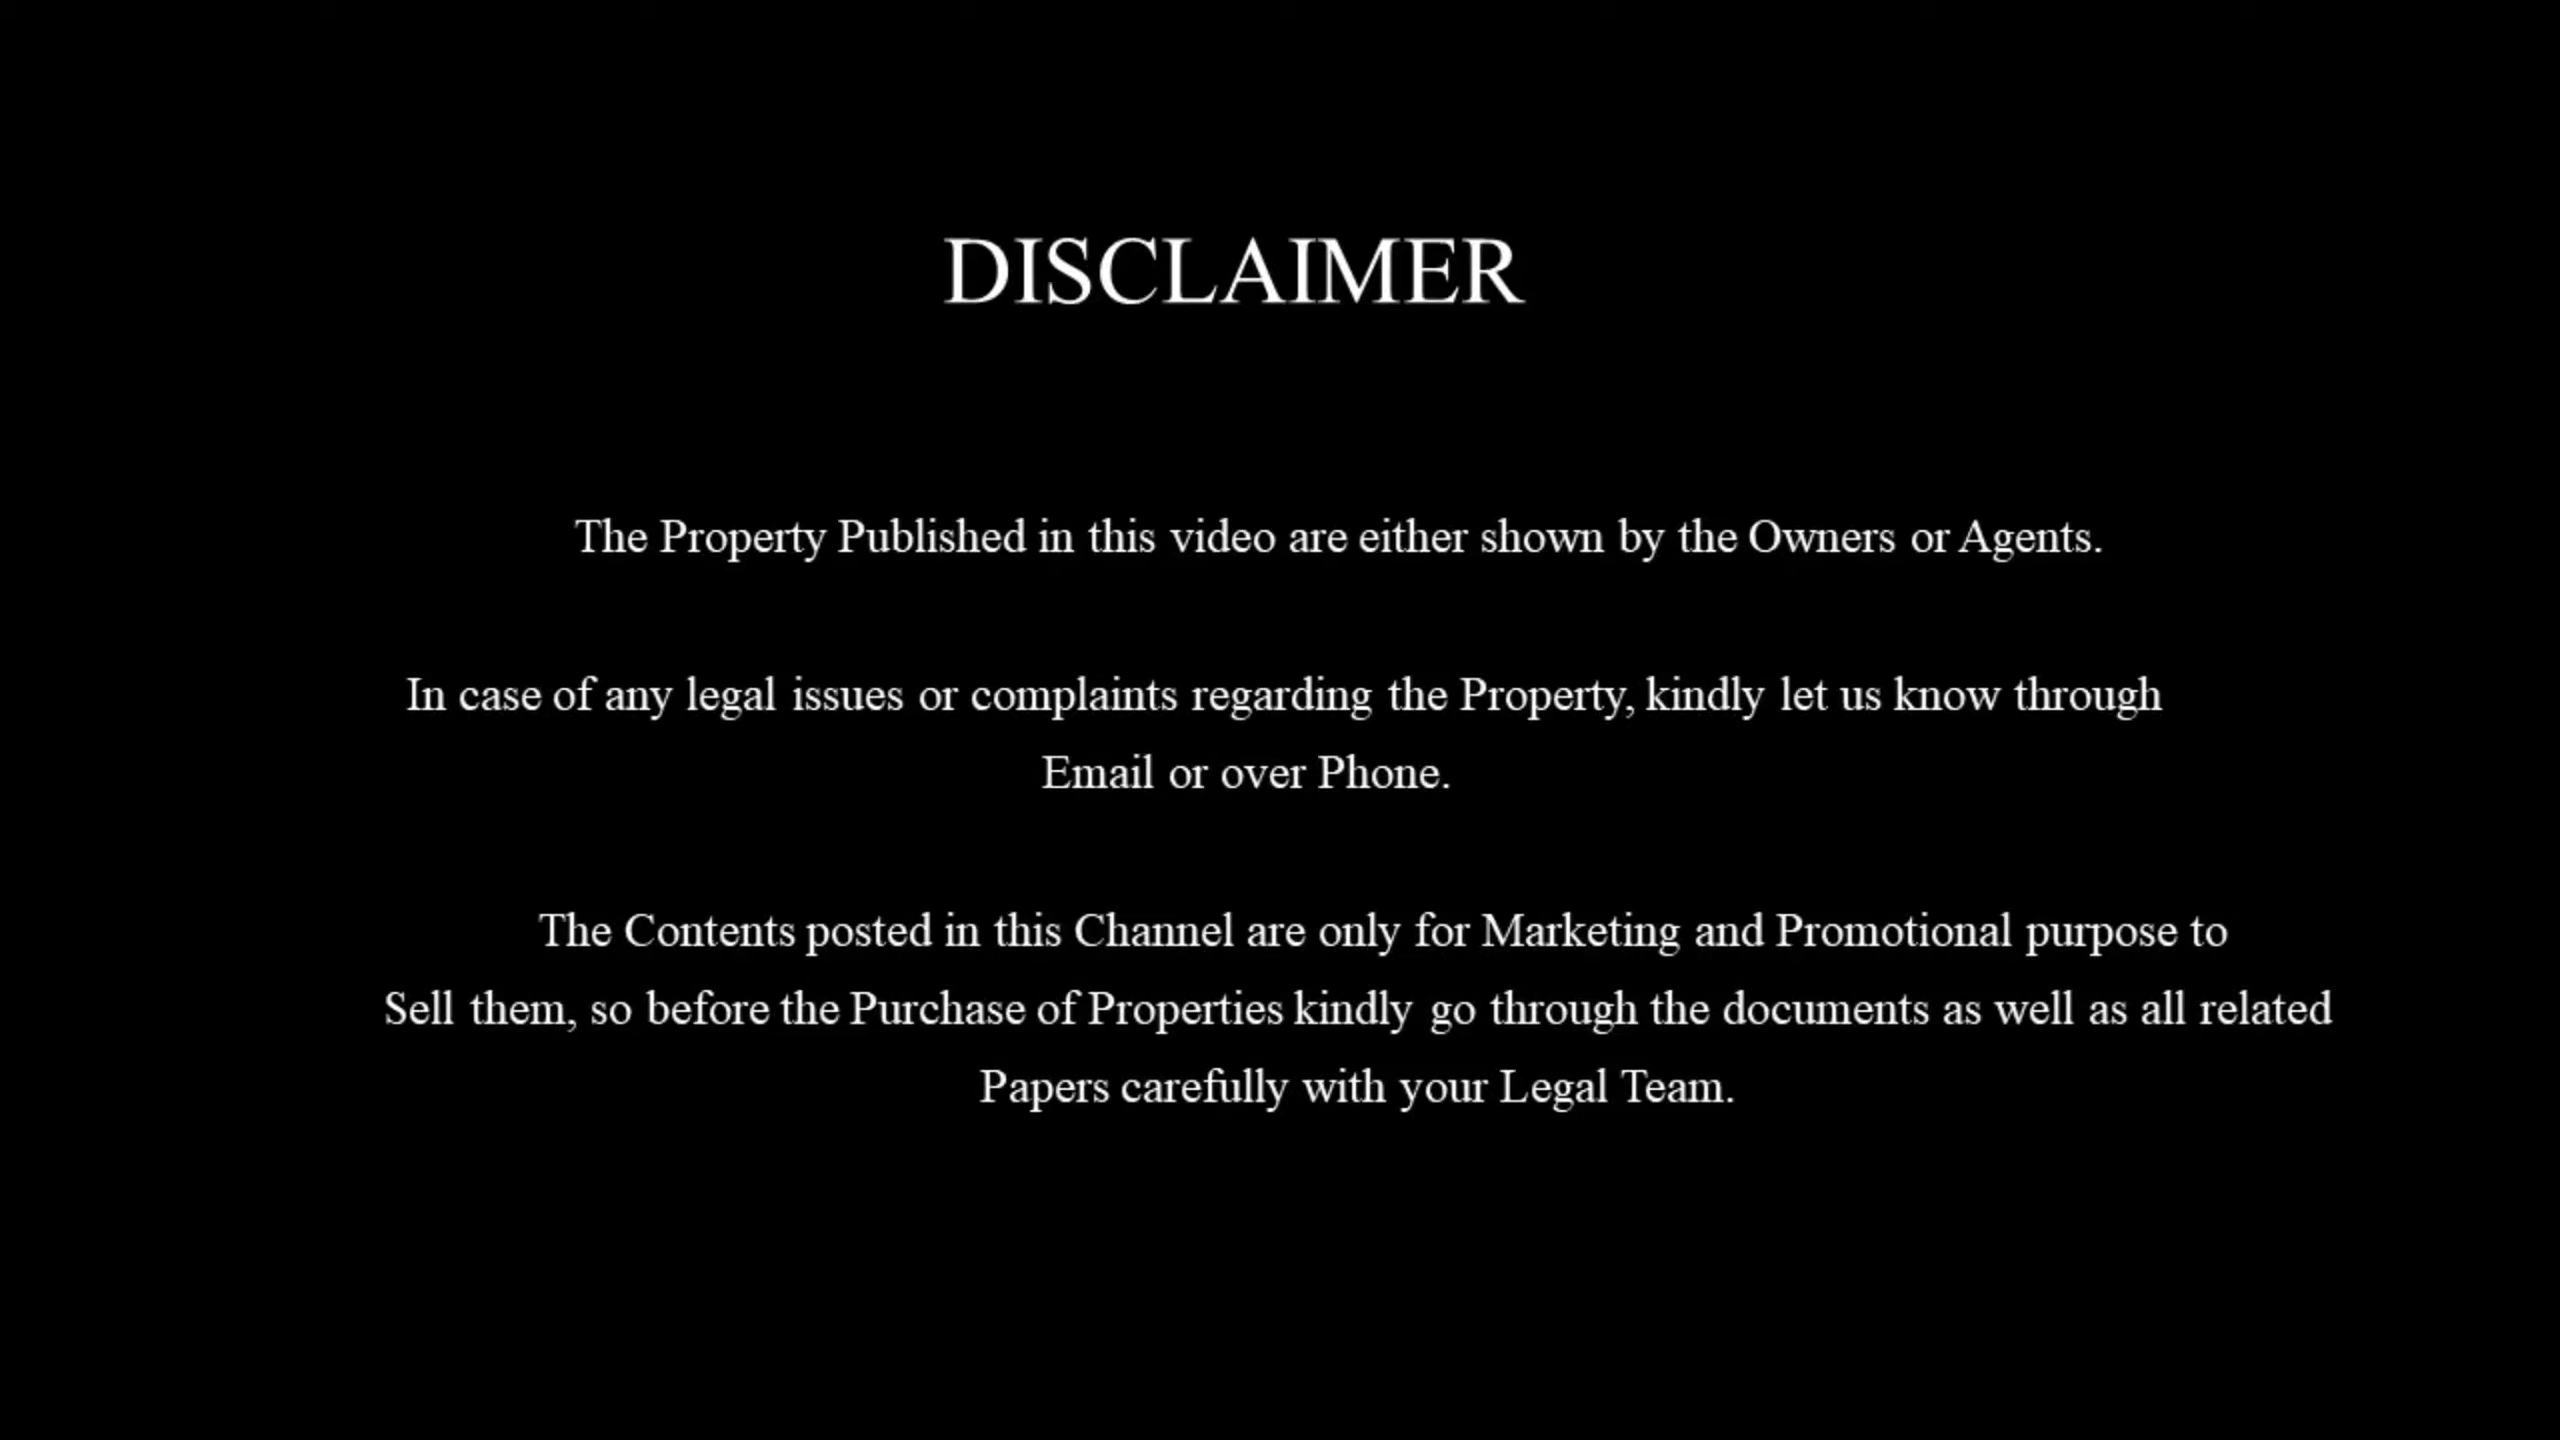 DISCLAIMER
The Property Published in this video are either shown by the Owners or Agents.
In case of any legal issues or complaints regarding the Property, kindly let us know through
Email or over Phone.
The Contents posted in this Channel are only for Marketing and Promotional purpose to
Sell them, so before the Purchase of Properties kindly go through the documents as well as all related
Papers carefully with your Legal Team.